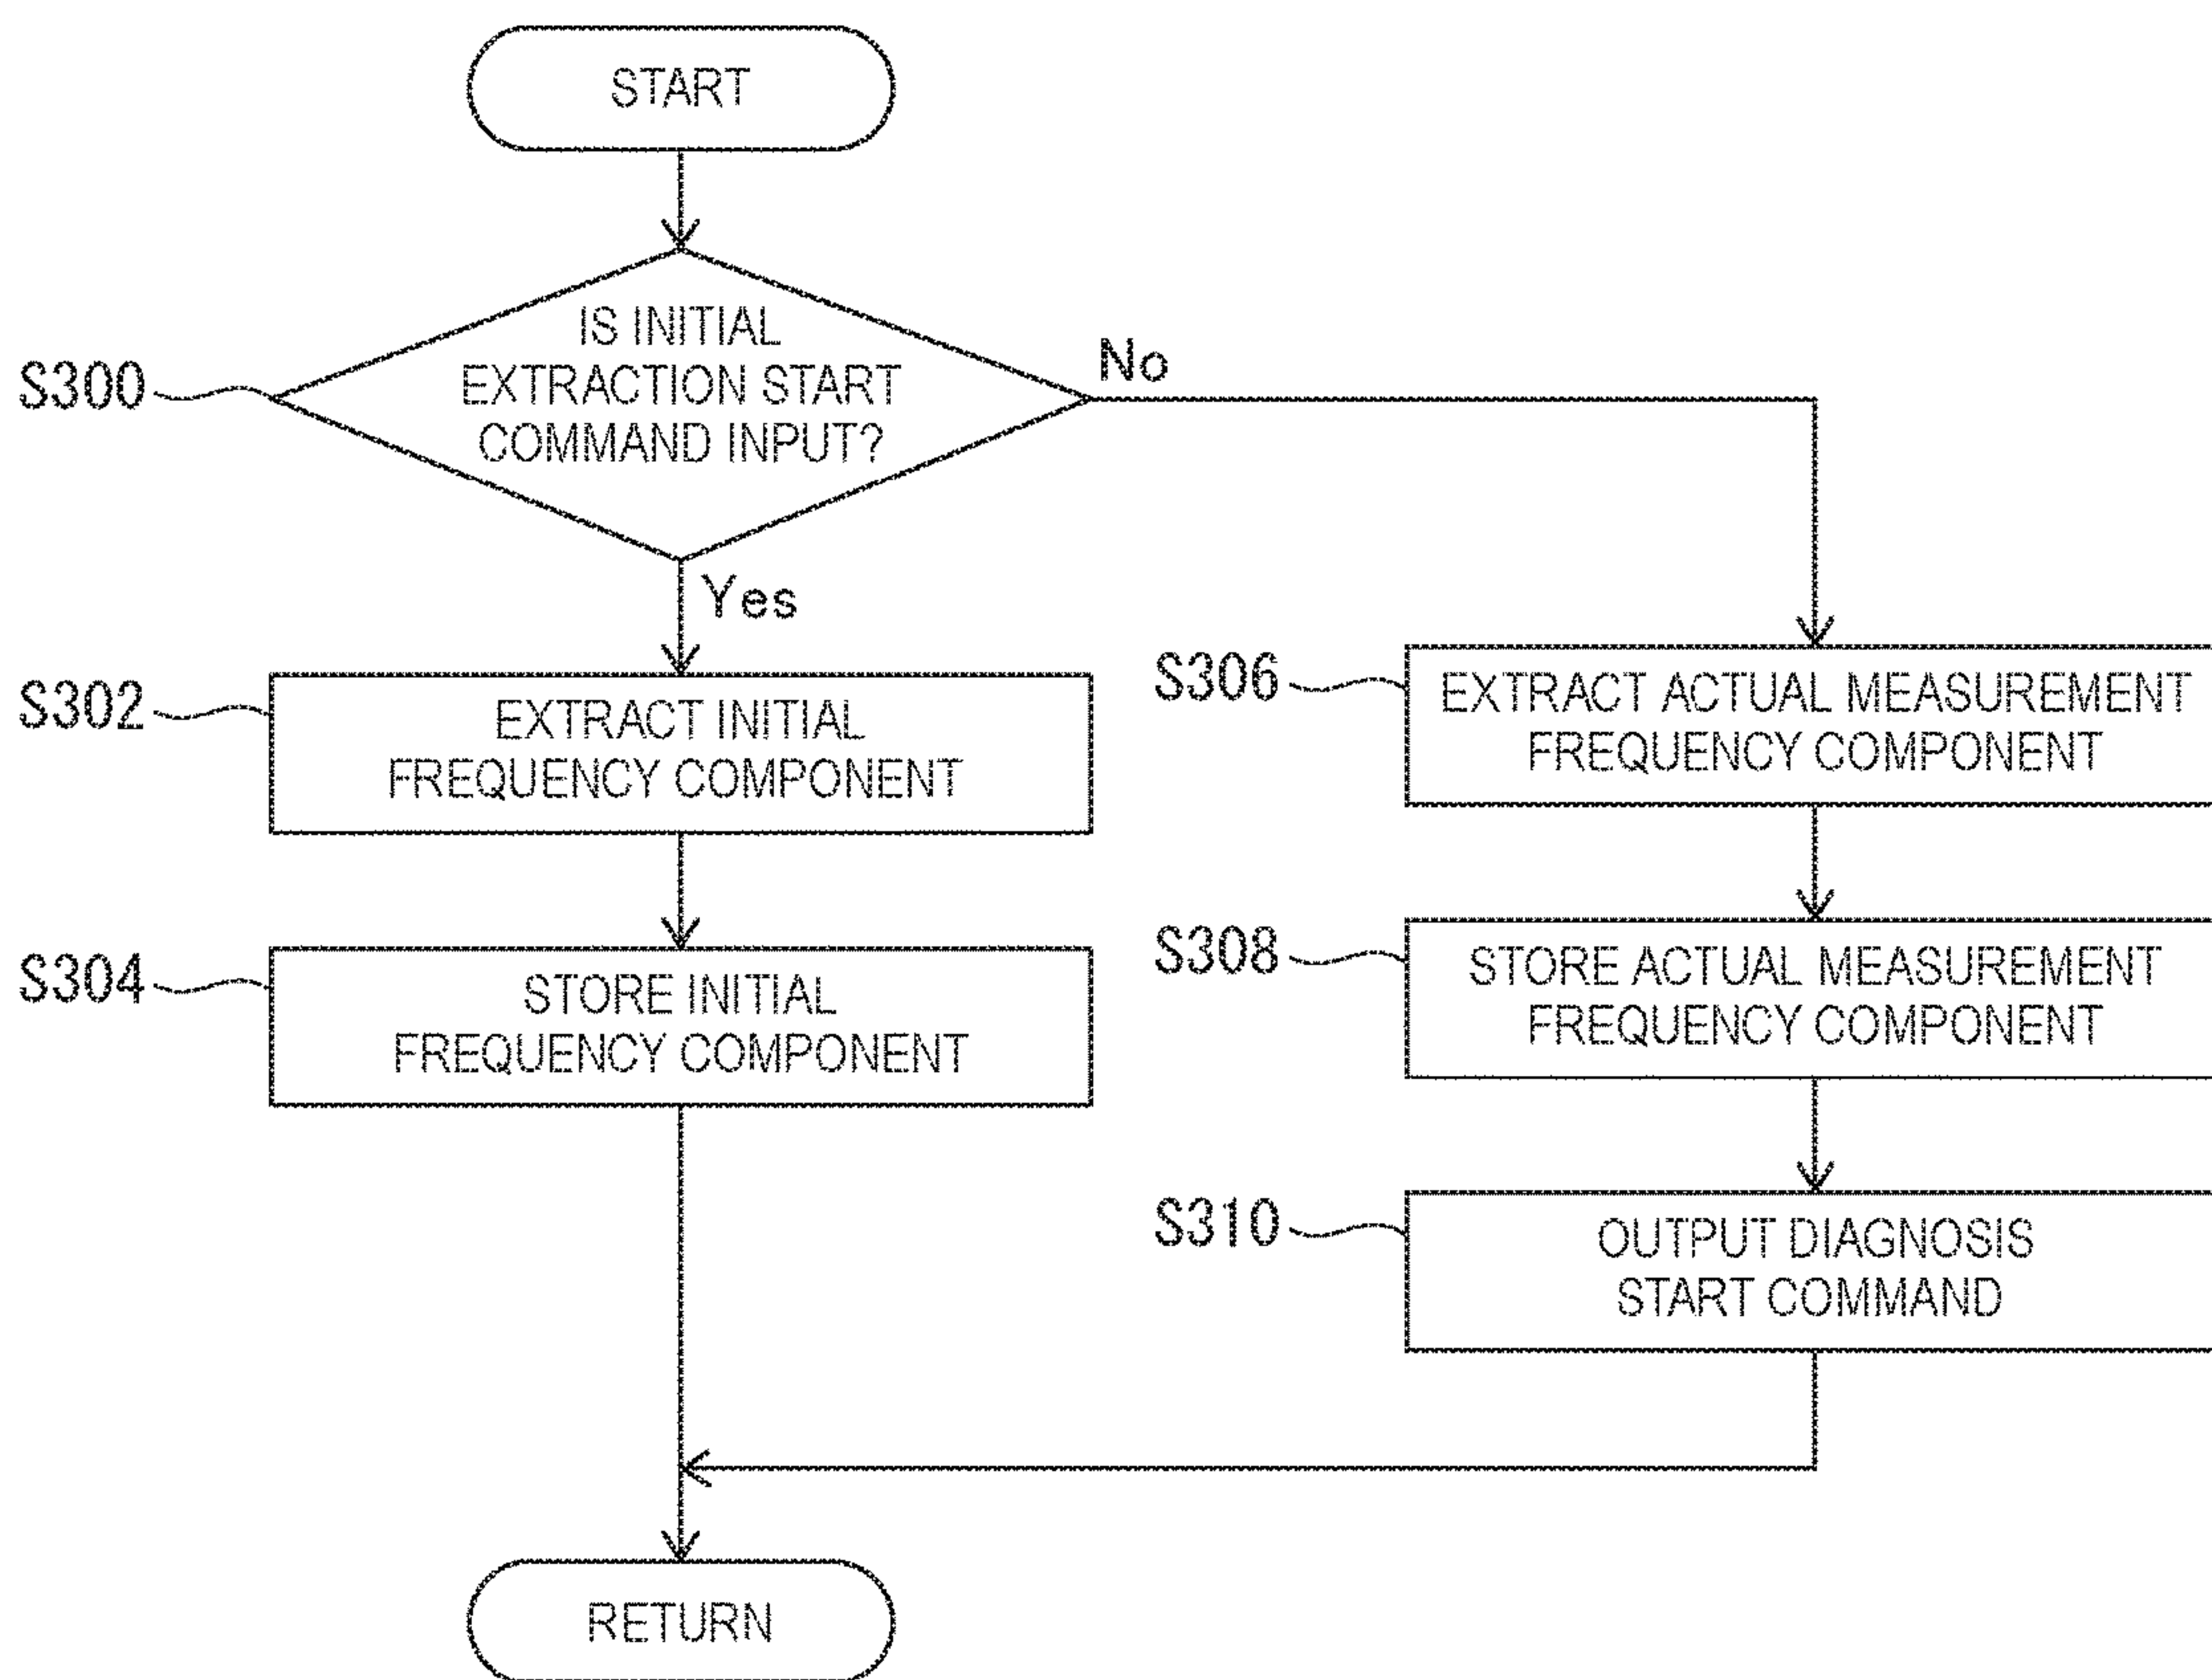 START
S300
IS INITIAL
EXTRACTION START
COMMAND INPUT?
No
Yes
S302
EXTRACT INITIAL
FREQUENCY COMPONENT
S304
STORE INITIAL
FREQUENCY COMPONENT
S306
EXTRACT ACTUAL MEASUREMENT
FREQUENCY COMPONENT
S308
STORE ACTUAL MEASUREMENT
FREQUENCY COMPONENT
S310
OUTPUT DIAGNOSIS
START COMMAND
RETURN